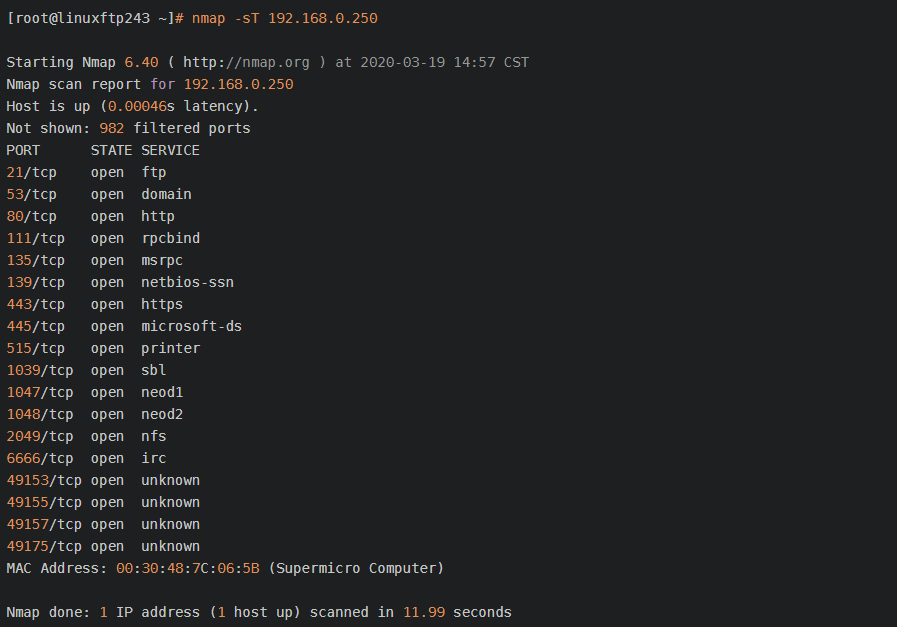 [root@linuxftp243 ~]# nmap -sT 192.168.0.250
Starting Nmap 6.40 ( http://nmap.org ) at 2020-03-19 14:57 CST
Nmap scan report for 192.168.0.250
Host is up (0.00046s latency).
Not shown: 982 filtered ports
PORT      STATE SERVICE
21/tcp    open  ftp
53/tcp    open  domain
80/tcp    open  http
111/tcp   open  rpcbind
135/tcp   open  msrpc
139/tcp   open  netbios-ssn
443/tcp   open  https
445/tcp   open  microsoft-ds
515/tcp   open  printer
1039/tcp  open  sbl
1047/tcp  open  neod1
1048/tcp  open  neod2
2049/tcp  open  nfs
6666/tcp  open  irc
49153/tcp open  unknown
49155/tcp open  unknown
49157/tcp open  unknown
49175/tcp open  unknown
MAC Address: 00:30:48:7C:06:5B (Supermicro Computer)
Nmap done: 1 IP address (1 host up) scanned in 11.99 seconds